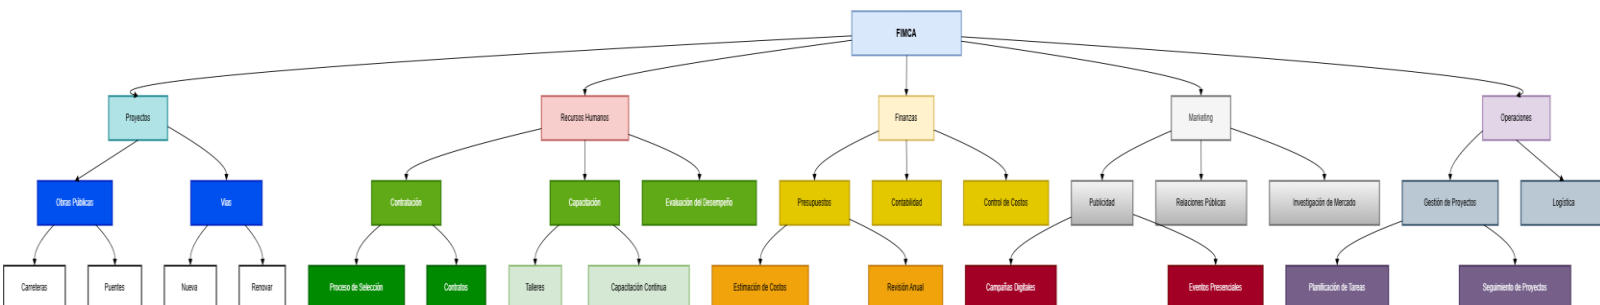 FIMCA
Proyectos
Recursos Humanos
Finanzas
Marketing
Operaciones
Obras Públicas
Vias
Contratación
Capacitación
Evaluación del Desempeño
Presupuestos
Contabilidad
Control de Costos
Publicidad
Relaciones Públicas
Investigación de Mercado
Gestión de Proyectos
Logística
Carreteras
Puentes
Nueva
Renovar
Proceso de Selección
Contratos
Talleres
Capacitación Continua
Estimación de Costos
Revisión Anual
Campañas Digitales
Eventos Presenciales
Planificación de Tareas
Seguimiento de Proyectos